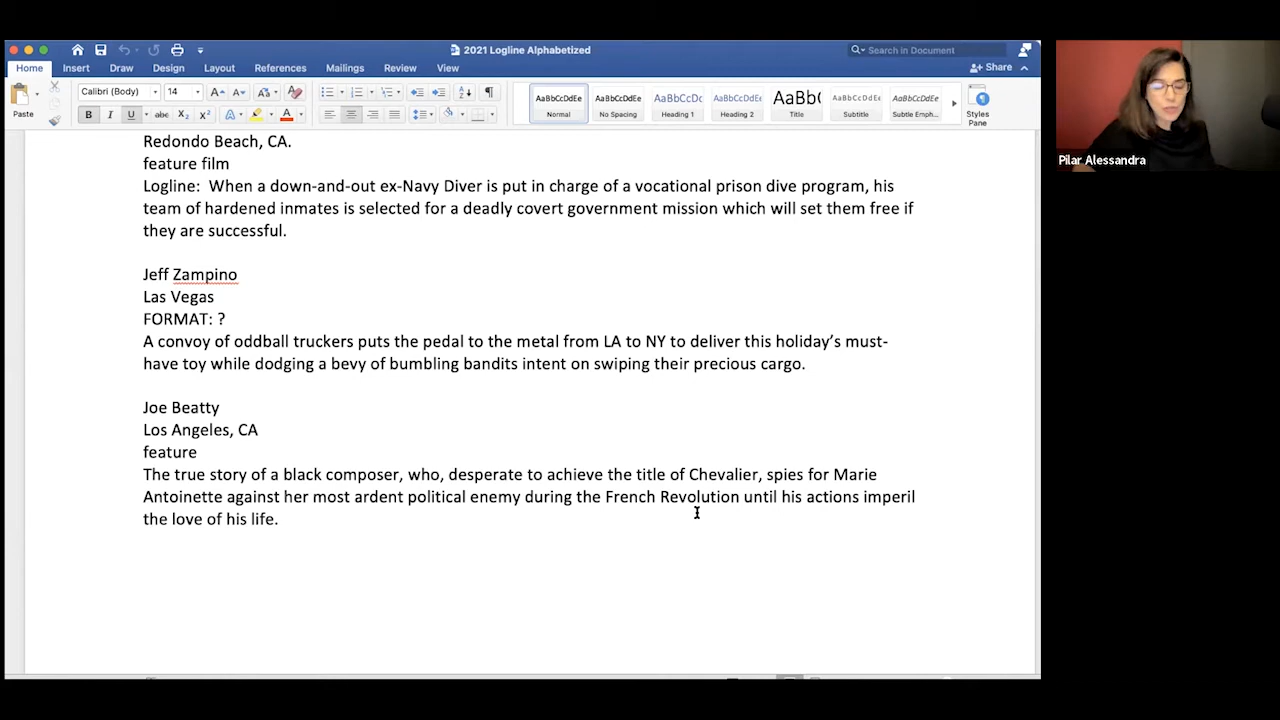 2021 Logline Alphabetized
Search in Document
Home Insert Draw Design Layout References Mailings Review View Share
Calibri (Body) 14
Paste
AaBbCcDdEe AaBbCcDdEe AaBbCcDc AaBbCcDdEe AaBb( AaBbCcDdEe AaBbCcDdEe
Normal No Spacing Heading 1 Heading 2 Title Subtitle Subtle Emph...
Styles
Pane
Redondo Beach, CA.
feature film
Logline: When a down-and-out ex-Navy Diver is put in charge of a vocational prison dive program, his
team of hardened inmates is selected for a deadly covert government mission which will set them free if
they are successful.
Jeff Zampino
Las Vegas
FORMAT: ?
A convoy of oddball truckers puts the pedal to the metal from LA to NY to deliver this holiday's must-
have toy while dodging a bevy of bumbling bandits intent on swiping their precious cargo.
Joe Beatty
Los Angeles, CA
feature
The true story of a black composer, who, desperate to achieve the title of Chevalier, spies for Marie
Antoinette against her most ardent political enemy during the French Revolution until his actions imperil
the love of his life.
Pilar Alessandra